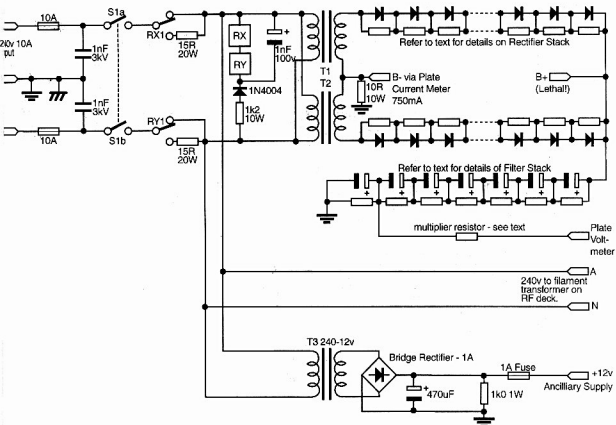 10A
S1a
RX1
15R
20W
240v 10A
put
1nF
3kV
1nF
3kV
10A
S1b
RY1
15R
20W
RX
RY
1nF
100v
1N4004
1k2
10W
T1
T2
Refer to text for details on Rectifier Stack
B- via Plate
Current Meter
750mA
10R
10W
B+
(Lethal!)
Refer to text for details of Filter Stack
multiplier resistor - see text
Plate
Volt-
meter
A
240v to filament
transformer on
RF deck.
N
T3 240-12v
Bridge Rectifier - 1A
1A Fuse
+12v
Ancilliary Supply
470uF
1k0 1W